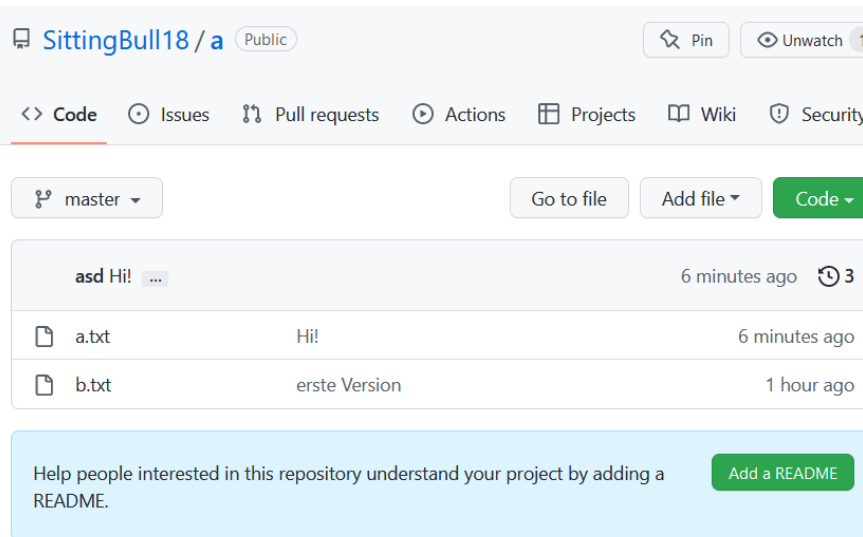 SittingBull18 / a Public Pin Unwatch
Code Issues Pull requests Actions Projects Wiki Security
master Go to file Add file Code
asd Hi! ... 6 minutes ago 3
a.txt Hi! 6 minutes ago
b.txt erste Version 1 hour ago
Help people interested in this repository understand your project by adding a Add a README
README.